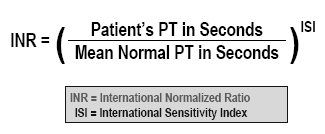 INR = ( Patient's PT in Seconds / Mean Normal PT in Seconds ) ISI
INR = International Normalized Ratio
ISI = International Sensitivity Index